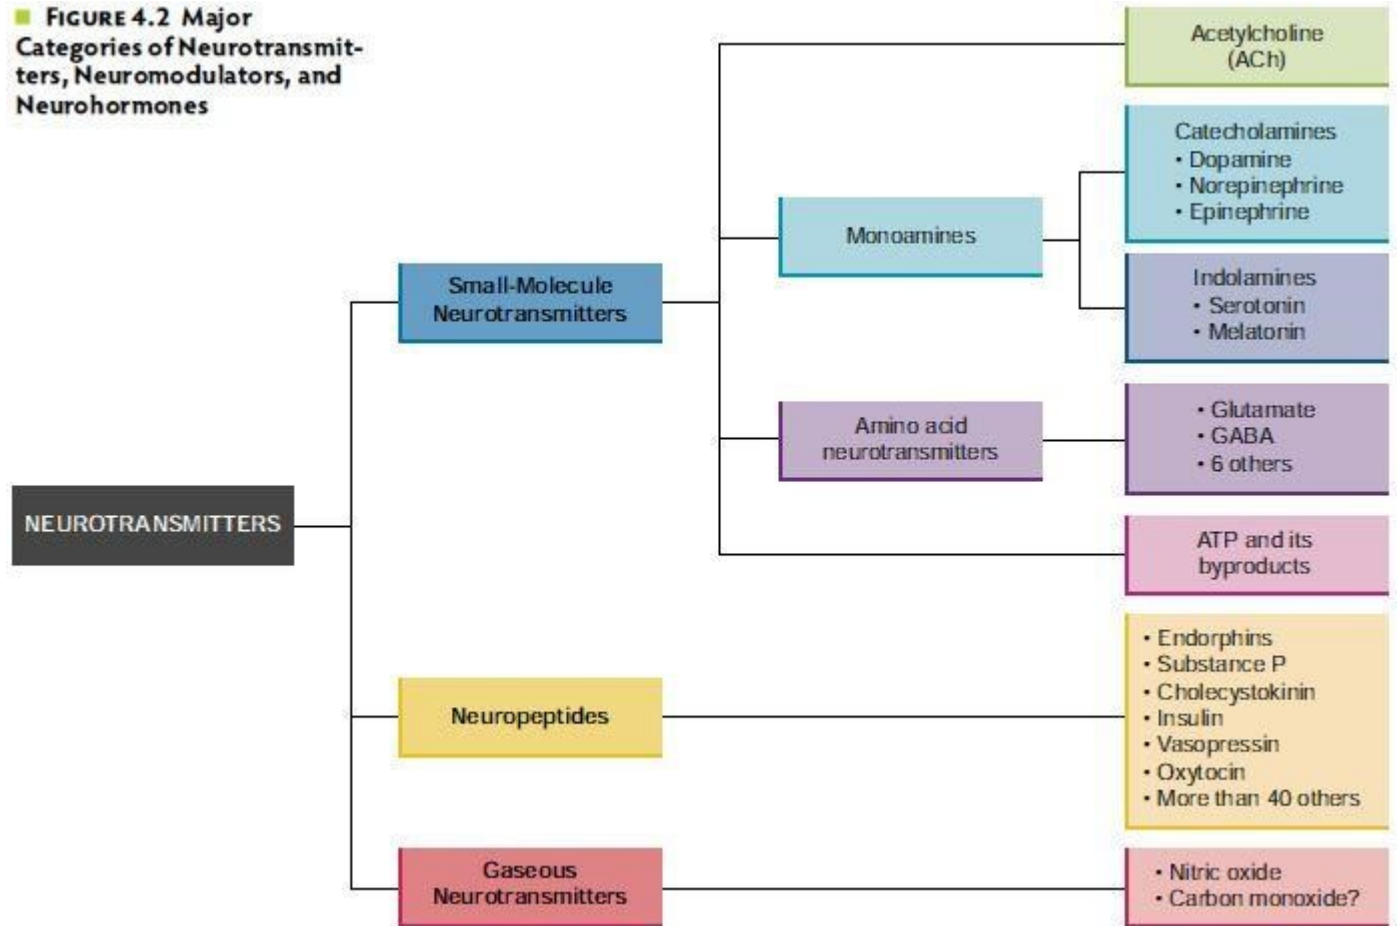 ■ FIGURE 4.2 Major
Categories of Neurotransmit-
ters, Neuromodulators, and
Neurohormones
Acetylcholine
(ACh)
Catecholamines
• Dopamine
• Norepinephrine
• Epinephrine
Monoamines
Indolamines
• Serotonin
• Melatonin
Small-Molecule
Neurotransmitters
Amino acid
neurotransmitters
• Glutamate
• GABA
• 6 others
NEUROTRANSMITTERS
ATP and its
byproducts
Neuropeptides
• Endorphins
• Substance P
• Cholecystokinin
• Insulin
• Vasopressin
• Oxytocin
• More than 40 others
Gaseous
Neurotransmitters
• Nitric oxide
• Carbon monoxide?